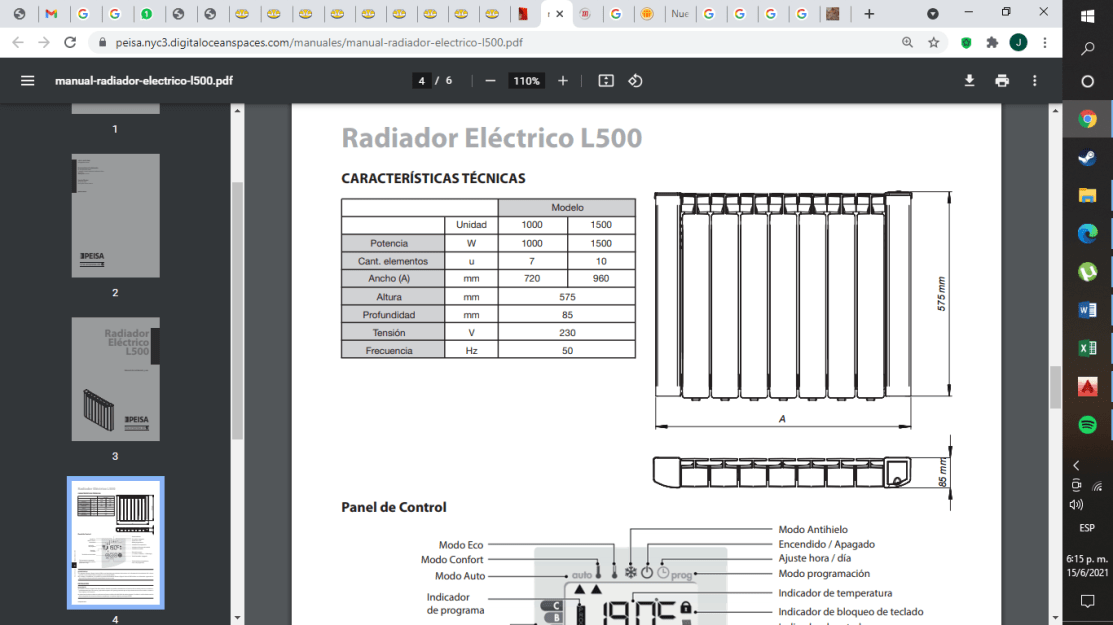 Nue
peisa.nyc3.digitaloceanspaces.com/manuales/manual-radiador-electrico-l500.pdf
J
manual-radiador-electrico-l500.pdf
4 / 6
110%
1
PEISA
2
Radiador
Eléctrico
L500
PEISA
3
4
Radiador Eléctrico L500
CARACTERÍSTICAS TÉCNICAS
Modelo
Unidad 1000 1500
Potencia W 1000 1500
Cant. elementos u 7 10
Ancho (A) mm 720 960
Altura mm 575
Profundidad mm 85
Tensión V 230
Frecuencia Hz 50
575 mm
A
85 mm
Panel de Control
Modo Eco
Modo Confort
Modo Auto
Indicador
de programa
auto
prog
C
B
19.0°C
Modo Antihielo
Encendido / Apagado
Ajuste hora / día
Modo programación
Indicador de temperatura
Indicador de bloqueo de teclado
ESP
6:15 p. m.
15/6/2021